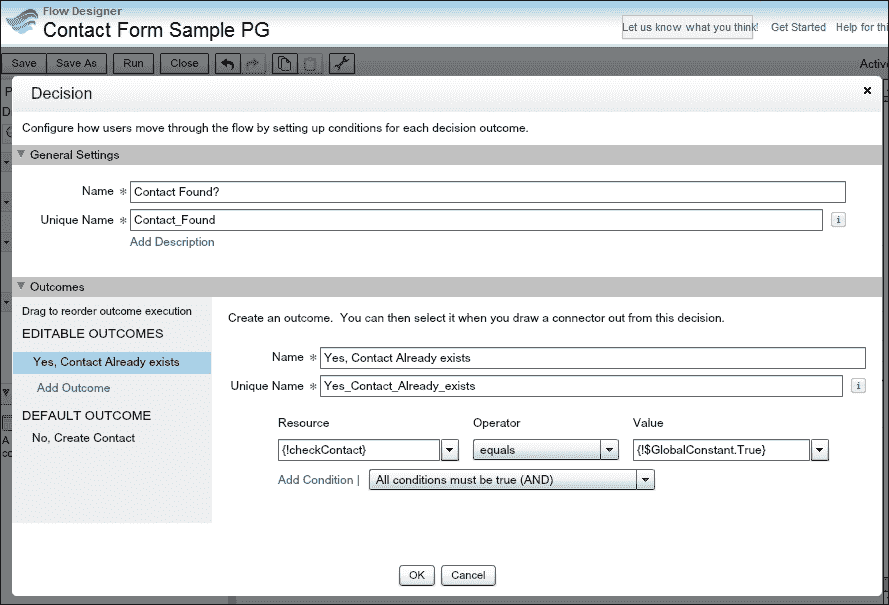 Flow Designer
Contact Form Sample PG
Let us know what you think! Get Started Help for thi
Save Save As Run Close
Active
Decision
Configure how users move through the flow by setting up conditions for each decision outcome.
General Settings
Name * Contact Found?
Unique Name * Contact_Found
Add Description
Outcomes
Drag to reorder outcome execution
EDITABLE OUTCOMES
Yes, Contact Already exists
Add Outcome
DEFAULT OUTCOME
No, Create Contact
Create an outcome. You can then select it when you draw a connector out from this decision.
Name * Yes, Contact Already exists
Unique Name * Yes_Contact_Already_exists
Resource Operator Value
{!checkContact} equals {!$GlobalConstant.True}
Add Condition | All conditions must be true (AND)
OK Cancel